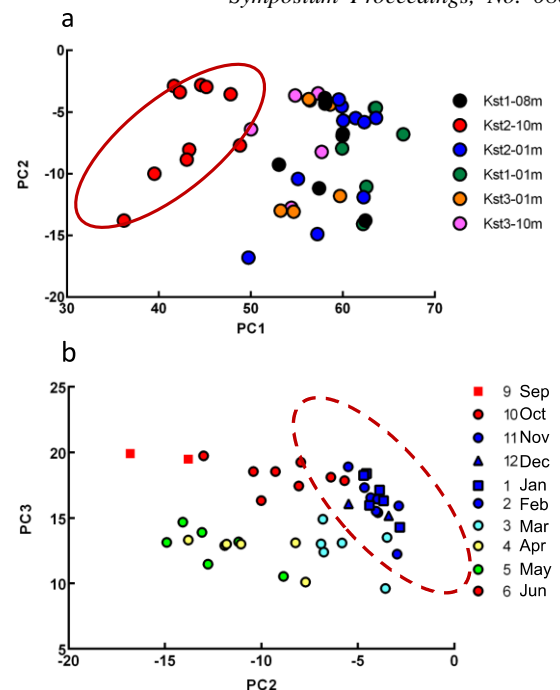 Symposium Proceedings, No.
a
0
-5
-10
-15
-20
PC2
30 40 50 60 70
PC1
Kst1-08m
Kst2-10m
Kst2-01m
Kst1-01m
Kst3-01m
Kst3-10m
b
25
20
15
10
5
PC3
-20 -15 -10 -5 0
PC2
9 Sep
10 Oct
11 Nov
12 Dec
1 Jan
2 Feb
3 Mar
4 Apr
5 May
6 Jun